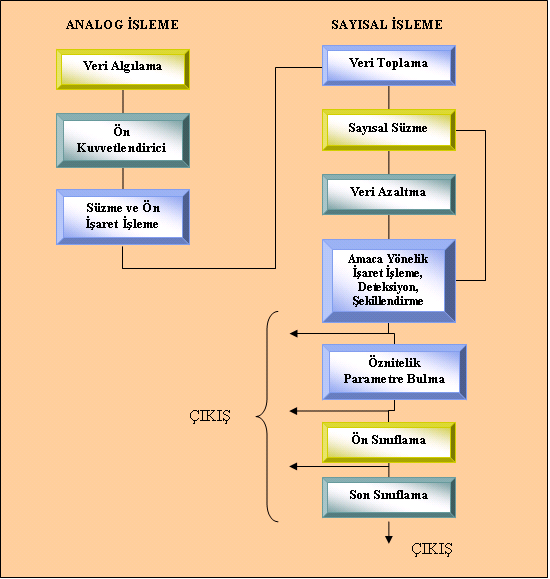 ANALOG İŞLEME
Veri Algılama
Ön
Kuvvetlendirici
Süzme ve Ön
İşaret İşleme
SAYISAL İŞLEME
Veri Toplama
Sayısal Süzme
Veri Azaltma
Amaca Yönelik
İşaret İşleme,
Deteksiyon,
Şekillendirme
Öznitelik
Parametre Bulma
Ön Sınıflama
Son Sınıflama
ÇIKIŞ
ÇIKIŞ